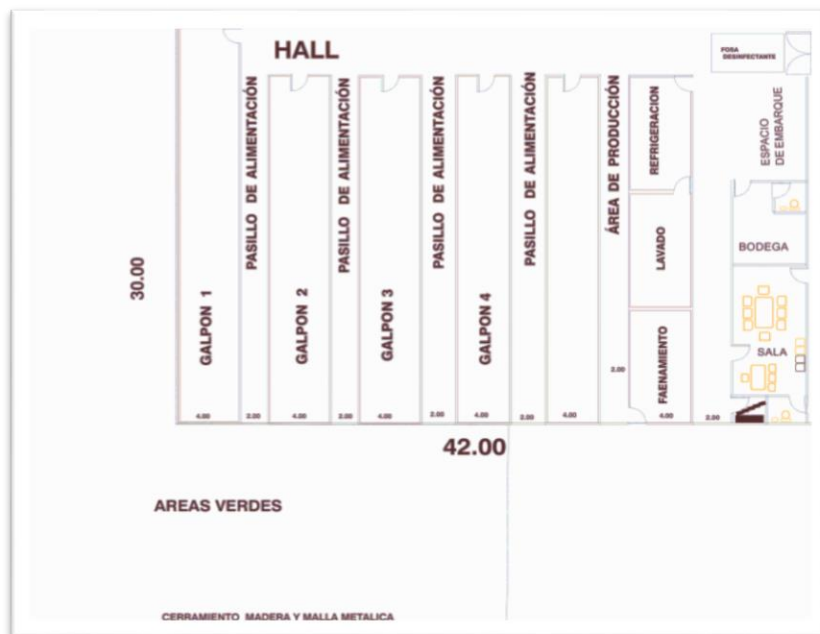 HALL
FOSA
DESINFECTANTE
PASILLO DE ALIMENTACIÓN
PASILLO DE ALIMENTACIÓN
PASILLO DE ALIMENTACIÓN
PASILLO DE ALIMENTACIÓN
ÁREA DE PRODUCCIÓN
REFRIGERACION
ESPACIO
DE EMBARQUE
LAVADO
BODEGA
30.00
GALPON 1
GALPON 2
GALPON 3
GALPON 4
FAENAMIENTO
SALA
2.00
4.00
2.00
4.00
2.00
4.00
2.00
4.00
2.00
4.00
4.00
2.00
42.00
AREAS VERDES
CERRAMIENTO MADERA Y MALLA METALICA